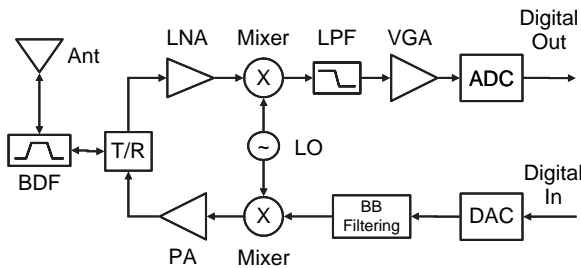 Ant
LNA
Mixer
LPF
VGA
Digital
Out
X
ADC
BDF
T/R
~
LO
Digital
In
PA
X
Mixer
BB
Filtering
DAC